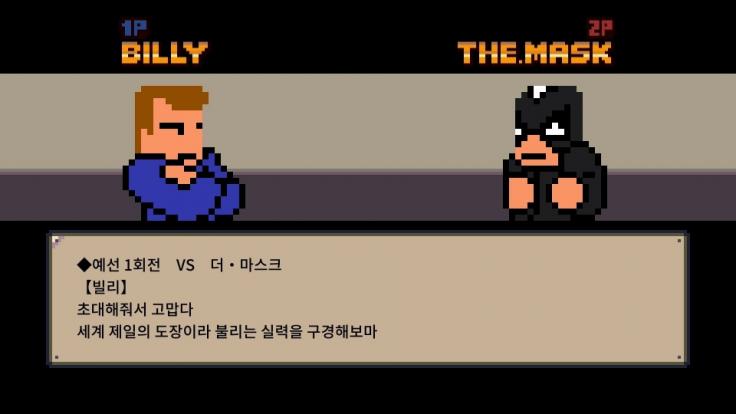 1P
BILLY
2P
THE.MASK
◆예선 1회전 VS 더・마스크
【빌리】
초대해줘서 고맙다
세계 제일의 도장이라 불리는 실력을 구경해보마